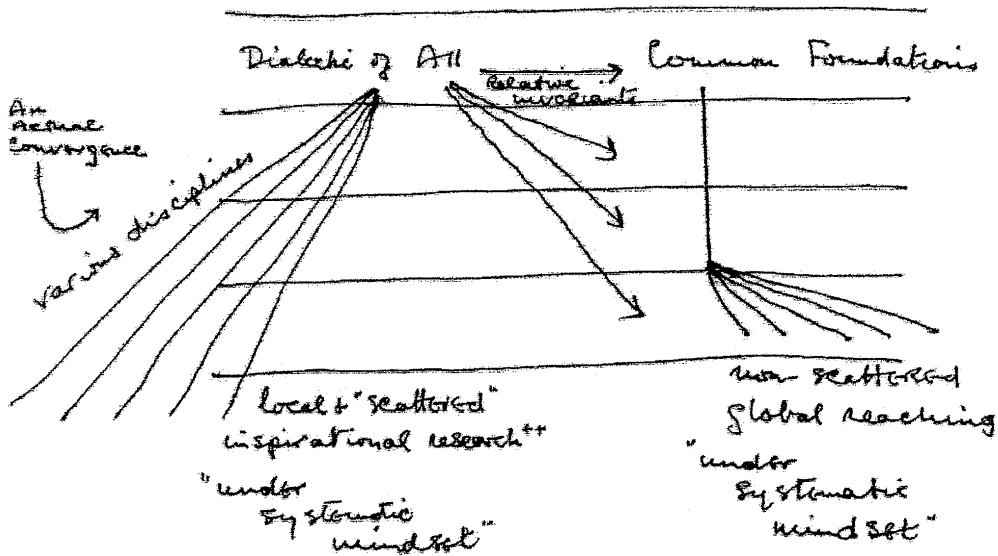 Dialectic of All
Relative
invariants
Common Foundations
An
Actual
Convergence
various disciplines
local & "scattered"
inspirational research++
"under
systematic
mindset"
non-scattered
global reaching
"under
systematic
mindset"